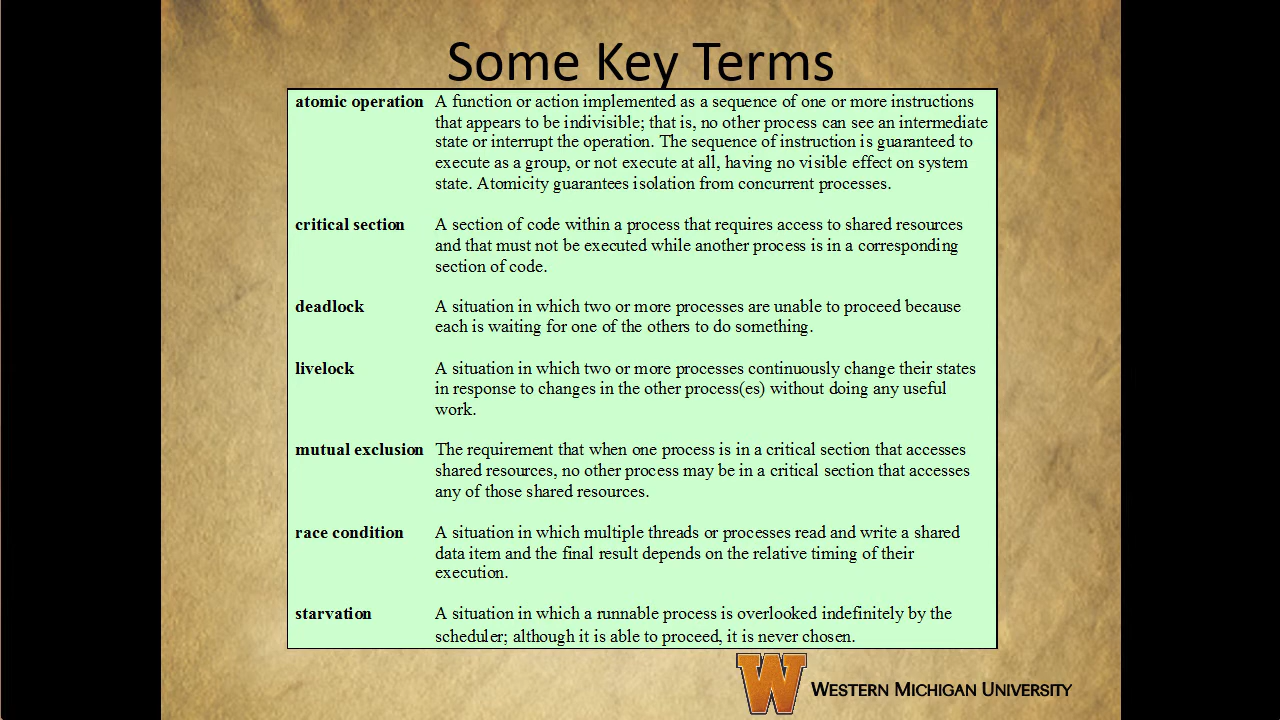 Some Key Terms
atomic operation A function or action implemented as a sequence of one or more instructions
that appears to be indivisible; that is, no other process can see an intermediate
state or interrupt the operation. The sequence of instruction is guaranteed to
execute as a group, or not execute at all, having no visible effect on system
state. Atomicity guarantees isolation from concurrent processes.
critical section A section of code within a process that requires access to shared resources
and that must not be executed while another process is in a corresponding
section of code.
deadlock A situation in which two or more processes are unable to proceed because
each is waiting for one of the others to do something.
livelock A situation in which two or more processes continuously change their states
in response to changes in the other process(es) without doing any useful
work.
mutual exclusion The requirement that when one process is in a critical section that accesses
shared resources, no other process may be in a critical section that accesses
any of those shared resources.
race condition A situation in which multiple threads or processes read and write a shared
data item and the final result depends on the relative timing of their
execution.
starvation A situation in which a runnable process is overlooked indefinitely by the
scheduler; although it is able to proceed, it is never chosen.
W WESTERN MICHIGAN UNIVERSITY